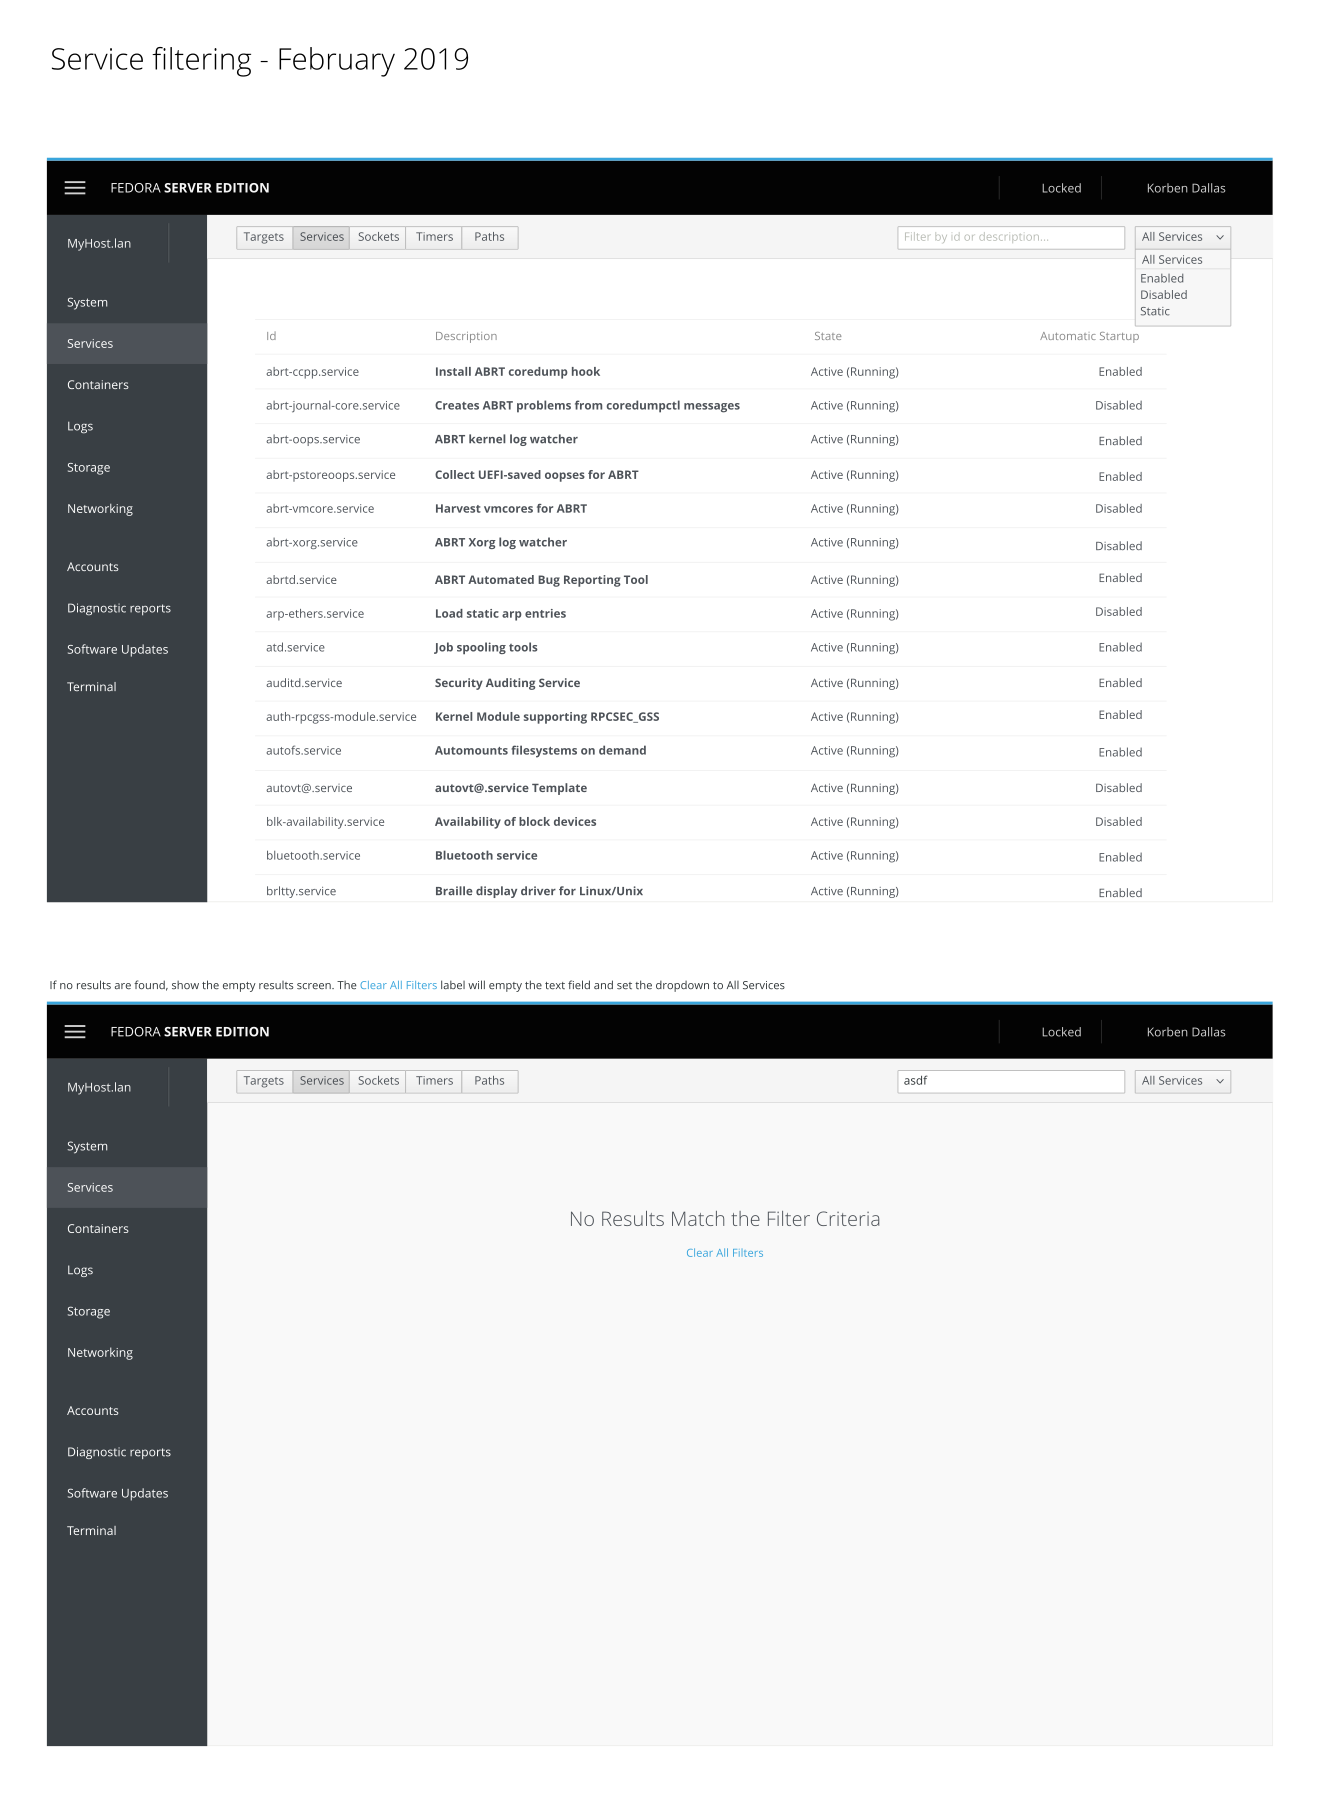 Service filtering - February 2019
FEDORA SERVER EDITION
Locked
Korben Dallas
MyHost.lan
Targets Services Sockets Timers Paths
Filter by id or description...
All Services
All Services
Enabled
Disabled
Static
System
Services
Containers
Logs
Storage
Networking
Accounts
Diagnostic reports
Software Updates
Terminal
Id Description State Automatic Startup
abrt-ccpp.service Install ABRT coredump hook Active (Running) Enabled
abrt-journal-core.service Creates ABRT problems from coredumpctl messages Active (Running) Disabled
abrt-oops.service ABRT kernel log watcher Active (Running) Enabled
abrt-pstoreoops.service Collect UEFI-saved oopses for ABRT Active (Running) Enabled
abrt-vmcore.service Harvest vmcores for ABRT Active (Running) Disabled
abrt-xorg.service ABRT Xorg log watcher Active (Running) Disabled
abrtd.service ABRT Automated Bug Reporting Tool Active (Running) Enabled
arp-ethers.service Load static arp entries Active (Running) Disabled
atd.service Job spooling tools Active (Running) Enabled
auditd.service Security Auditing Service Active (Running) Enabled
auth-rpcgss-module.service Kernel Module supporting RPCSEC_GSS Active (Running) Enabled
autofs.service Automounts filesystems on demand Active (Running) Enabled
autovt@.service autovt@.service Template Active (Running) Disabled
blk-availability.service Availability of block devices Active (Running) Disabled
bluetooth.service Bluetooth service Active (Running) Enabled
brltty.service Braille display driver for Linux/Unix Active (Running) Enabled
If no results are found, show the empty results screen. The Clear All Filters label will empty the text field and set the dropdown to All Services
FEDORA SERVER EDITION
Locked
Korben Dallas
MyHost.lan
Targets Services Sockets Timers Paths
asdf
All Services
System
Services
Containers
Logs
Storage
Networking
Accounts
Diagnostic reports
Software Updates
Terminal
No Results Match the Filter Criteria
Clear All Filters